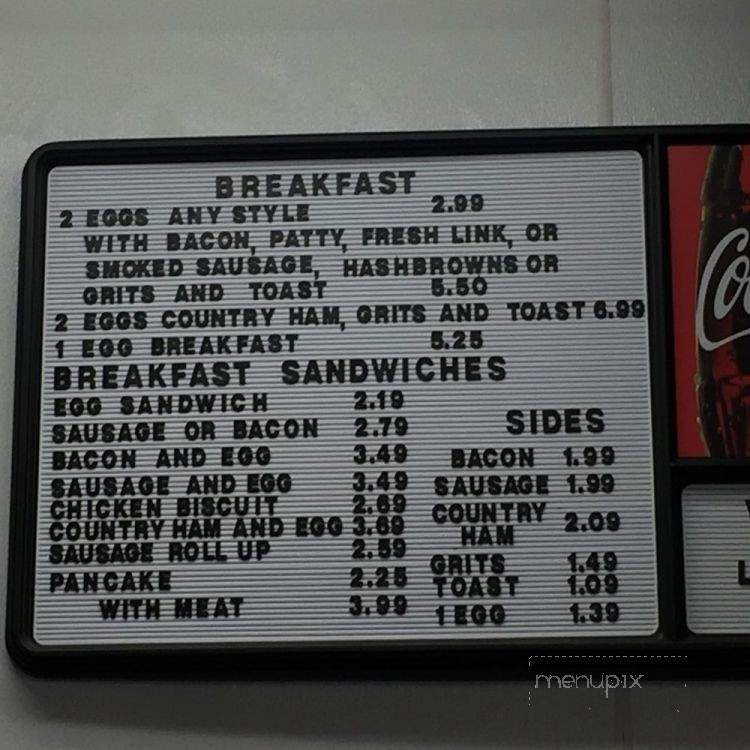 BREAKFAST
2 EGGS ANY STYLE 2.99
WITH BACON, PATTY, FRESH LINK, OR
SMOKED SAUSAGE, HASHBROWNS OR
GRITS AND TOAST 5.50
2 EGGS COUNTRY HAM, GRITS AND TOAST 6.99
1 EGG BREAKFAST 5.25
BREAKFAST SANDWICHES
EGG SANDWICH 2.19
SAUSAGE OR BACON 2.79
BACON AND EGG 3.49
SAUSAGE AND EGG 3.49
CHICKEN BISCUIT 2.69
COUNTRY HAM AND EGG 3.69
SAUSAGE ROLL UP 2.59
PANCAKE 2.25
WITH MEAT 3.99
SIDES
BACON 1.99
SAUSAGE 1.99
COUNTRY
HAM 2.09
GRITS 1.49
TOAST 1.09
1 EGG 1.39
Co
L
menupix